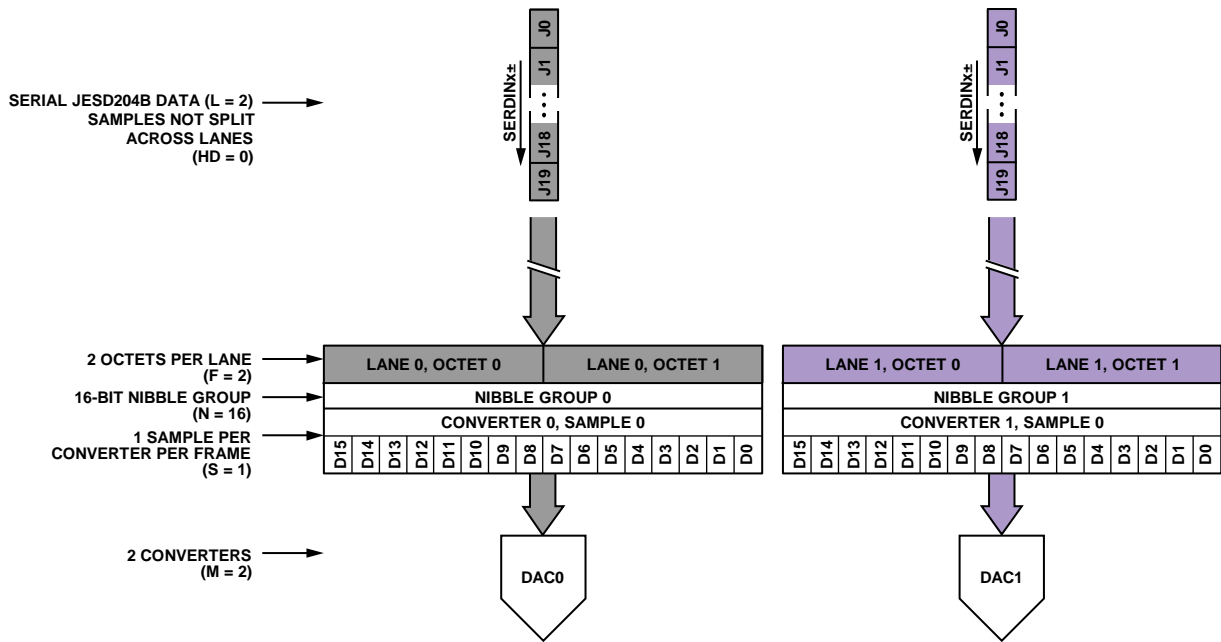 SERIAL JESD204B DATA (L = 2)
SAMPLES NOT SPLIT
ACROSS LANES
(HD = 0)
SERDINx±
J0
J1
J18
J19
SERDINx±
J0
J1
J18
J19
2 OCTETS PER LANE
(F = 2)
LANE 0, OCTET 0
LANE 0, OCTET 1
LANE 1, OCTET 0
LANE 1, OCTET 1
16-BIT NIBBLE GROUP
(N = 16)
NIBBLE GROUP 0
NIBBLE GROUP 1
CONVERTER 0, SAMPLE 0
CONVERTER 1, SAMPLE 0
1 SAMPLE PER
CONVERTER PER FRAME
(S = 1)
D15 D14 D13 D12 D11 D10 D9 D8 D7 D6 D5 D4 D3 D2 D1 D0
D15 D14 D13 D12 D11 D10 D9 D8 D7 D6 D5 D4 D3 D2 D1 D0
2 CONVERTERS
(M = 2)
DAC0
DAC1